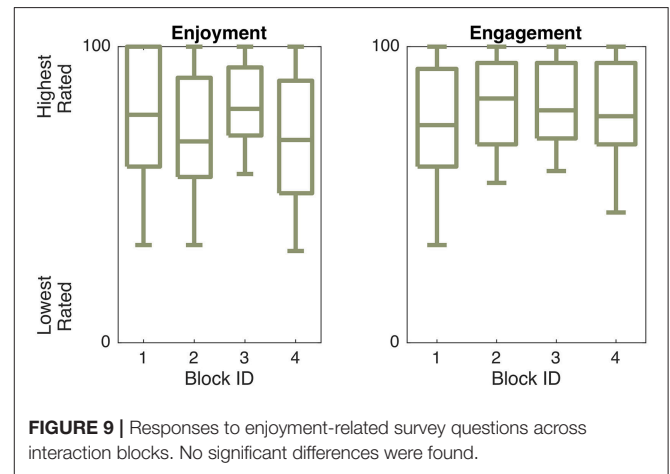 Enjoyment
100
Highest
Rated
Lowest
Rated
0
1 2 3 4
Block ID
Engagement
100
0
1 2 3 4
Block ID
FIGURE 9 | Responses to enjoyment-related survey questions across
interaction blocks. No significant differences were found.